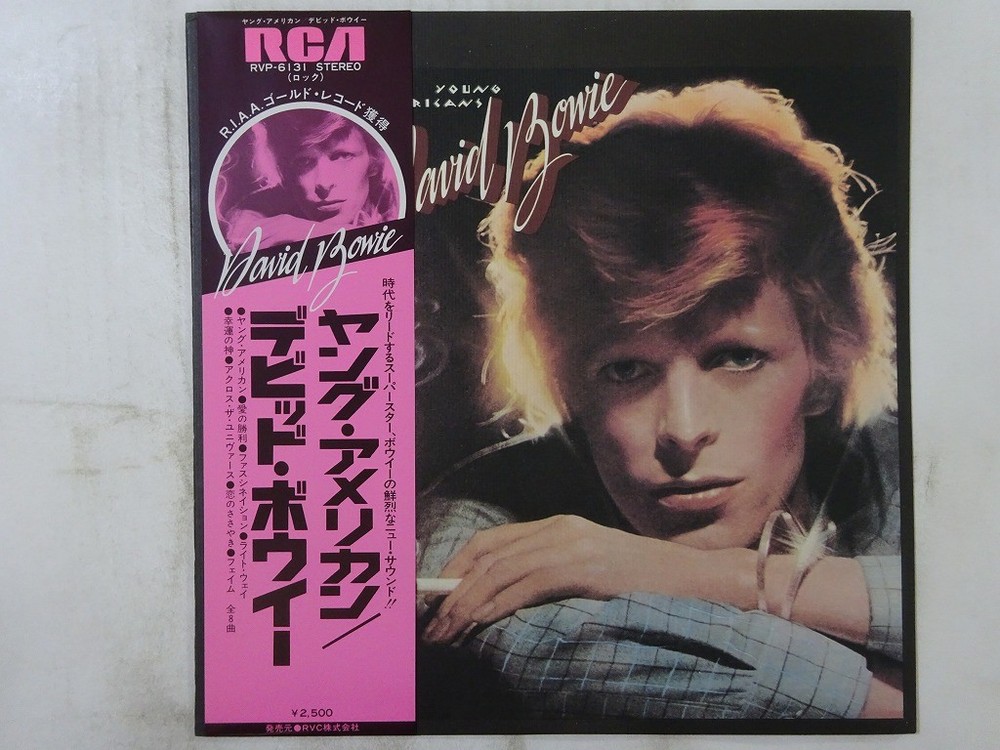 ヤング・アメリカン/デビッド・ボウイー
RCA
RVP-6131 STEREO
(ロック)
R.I.A.A.ゴールド・レコード獲得
David Bowie
時代をリードするスーパースター、ボウイーの鮮烈なニュー・サウンド!!
ヤング・アメリカン/
デビッド・ボウイー
●ヤング・アメリカン●愛の勝利●ファスシネイション●ライト・ウェイ
●幸運の神●アクロス・ザ・ユニヴァース●恋のささやき●フェイム 全8曲
¥2,500
発売元●RVC株式会社
YOUNG
RICANS
David Bowie